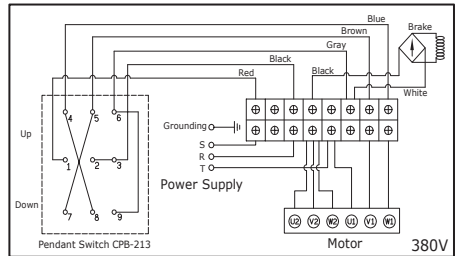 Blue
Brown
Brake
Gray
Black
Black
Red
White
4
5
6
Up
Grounding
1
2
3
S
R
T
Power Supply
Down
7
8
9
U2
V2
W2
U1
V1
W1
Pendant Switch CPB-213
Motor
380V